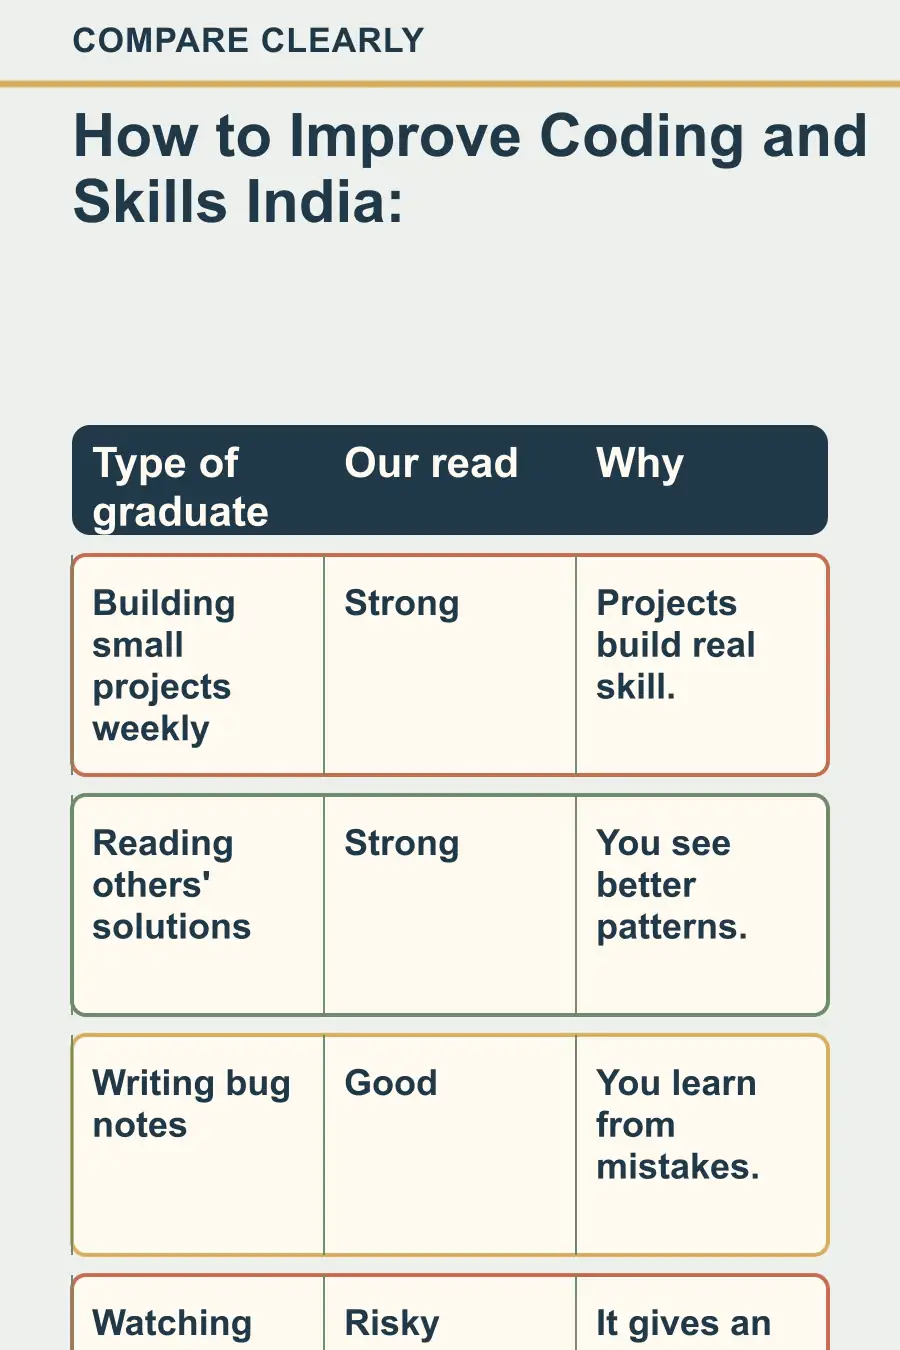 COMPARE CLEARLY
How to Improve Coding and
Skills India:
Type of graduate
Our read
Why
Building
small
projects
weekly
Strong
Projects
build real
skill.
Reading
others'
solutions
Strong
You see
better
patterns.
Writing bug
notes
Good
You learn
from
mistakes.
Watching
Risky
It gives an